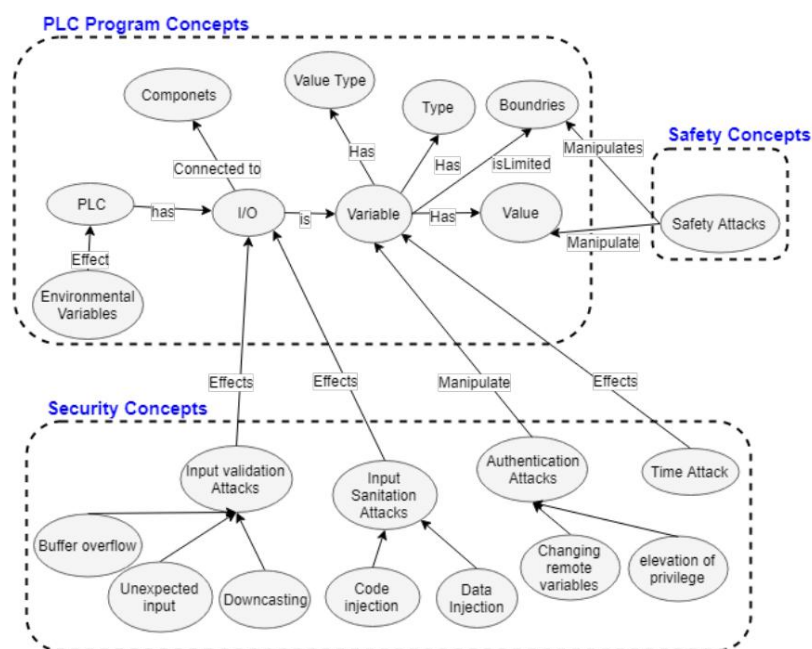 PLC Program Concepts
Componets
Value Type
Type
Boundries
Safety Concepts
Connected to
Has
Has
isLimited
Manipulates
PLC
has
I/O
is
Variable
Has
Value
Safety Attacks
Manipulate
Effect
Environmental
Variables
Effects
Effects
Manipulate
Effects
Security Concepts
Input validation
Attacks
Input
Sanitation
Attacks
Authentication
Attacks
Time Attack
Buffer overflow
Unexpected
input
Downcasting
Code
injection
Data
Injection
Changing
remote
variables
elevation of
privilege